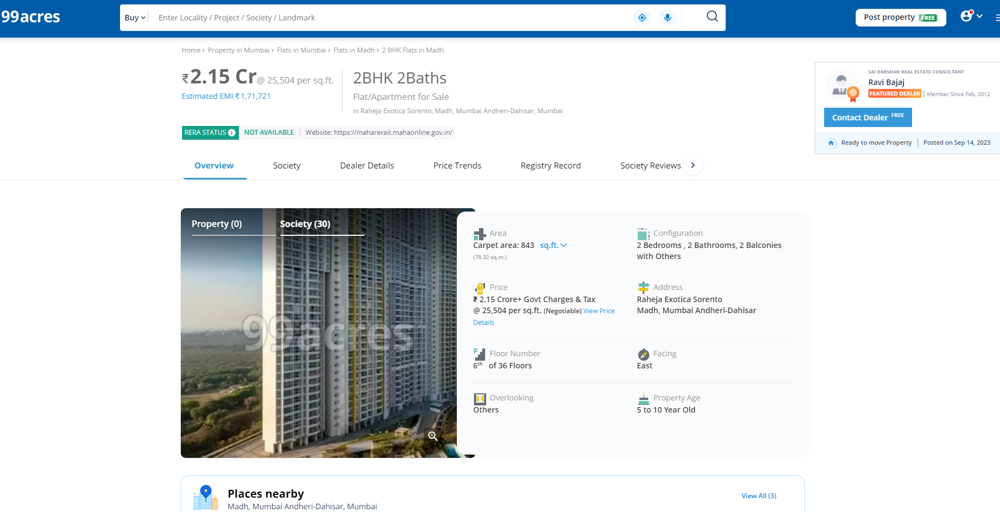 99acres
Buy
Enter Locality / Project / Society / Landmark
Post property FREE
Home › Property in Mumbai › Flats in Mumbai › Flats in Madh › 2 BHK Flats in Madh
₹2.15 Cr@ 25,504 per sq.ft.
Estimated EMI ₹1,71,721
2BHK 2Baths
Flat/Apartment for Sale
in Raheja Exotica Sorento, Madh, Mumbai Andheri-Dahisar, Mumbai
RERA STATUS i NOT AVAILABLE Website: https://maharerait.mahaonline.gov.in/
SAI DARSHAN REAL ESTATE CONSULTANT
Ravi Bajaj
FEATURED DEALER Member Since Feb, 2012
Contact Dealer FREE
Ready to move Property Posted on Sep 14, 2023
Overview Society Dealer Details Price Trends Registry Record Society Reviews
Property (0) Society (30)
99acres
Area
Carpet area: 843 sq.ft.
(78.32 sq.m.)
Configuration
2 Bedrooms , 2 Bathrooms, 2 Balconies
with Others
Price
₹ 2.15 Crore+ Govt Charges & Tax
@ 25,504 per sq.ft. (Negotiable) View Price
Details
Address
Raheja Exotica Sorento
Madh, Mumbai Andheri-Dahisar
F
Floor Number
6th of 36 Floors
Facing
East
Overlooking
Others
Property Age
5 to 10 Year Old
Places nearby
Madh, Mumbai Andheri-Dahisar, Mumbai
View All (3)